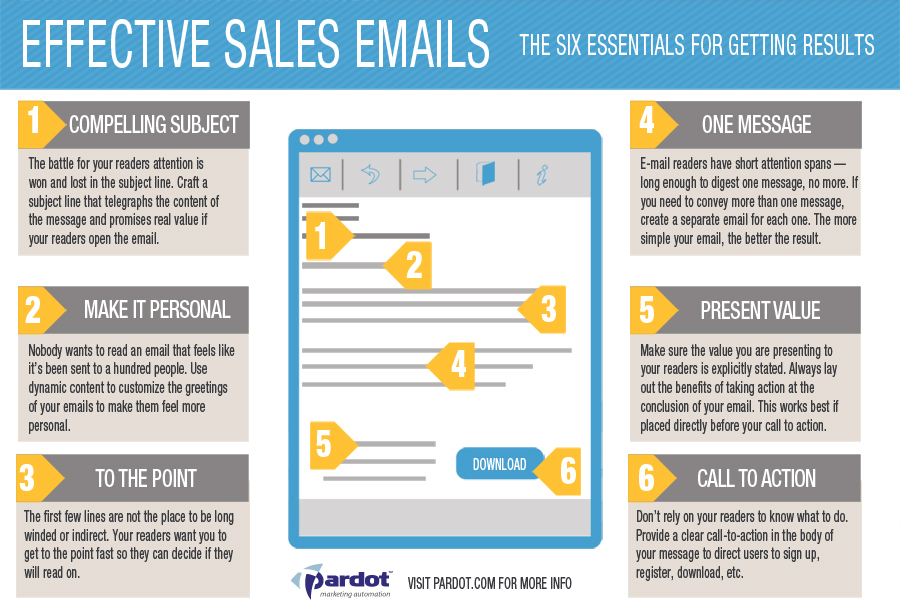 EFFECTIVE SALES EMAILS
THE SIX ESSENTIALS FOR GETTING RESULTS
1
COMPELLING SUBJECT
The battle for your readers attention is
won and lost in the subject line. Craft a
subject line that telegraphs the content of
the message and promises real value if
your readers open the email.
2
MAKE IT PERSONAL
Nobody wants to read an email that feels like
it's been sent to a hundred people. Use
dynamic content to customize the greetings
of your emails to make them feel more
personal.
3
TO THE POINT
The first few lines are not the place to be long
winded or indirect. Your readers want you to
get to the point fast so they can decide if they
will read on.
i
1
2
3
4
5
DOWNLOAD
6
pardot™
marketing automation
VISIT PARDOT.COM FOR MORE INFO
4
ONE MESSAGE
E-mail readers have short attention spans —
long enough to digest one message, no more. If
you need to convey more than one message,
create a separate email for each one. The more
simple your email, the better the result.
5
PRESENT VALUE
Make sure the value you are presenting to
your readers is explicitly stated. Always lay
out the benefits of taking action at the
conclusion of your email. This works best if
placed directly before your call to action.
6
CALL TO ACTION
Don't rely on your readers to know what to do.
Provide a clear call-to-action in the body of
your message to direct users to sign up,
register, download, etc.